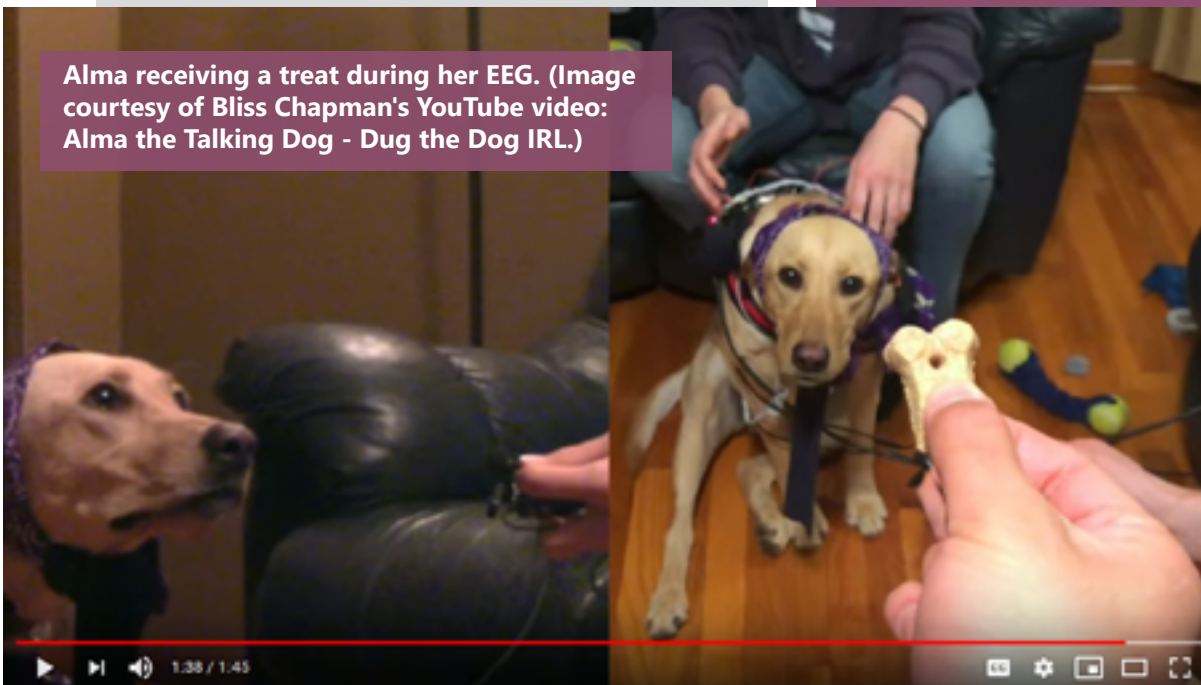 Alma receiving a treat during her EEG. (Image
courtesy of Bliss Chapman's YouTube video:
Alma the Talking Dog - Dug the Dog IRL.)
1:38 / 1:45